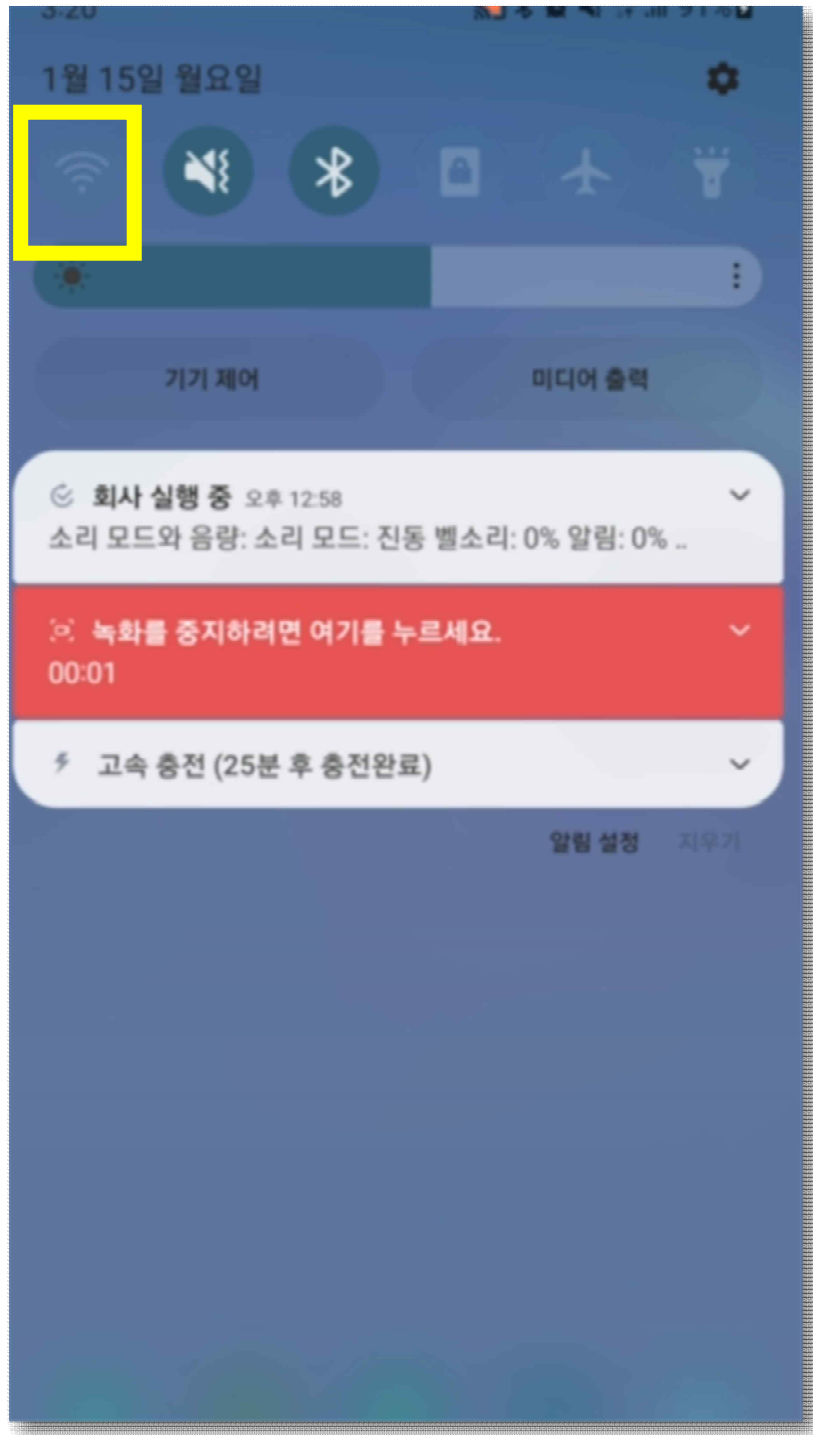 3:20
91%
1월 15일 월요일
기기 제어
미디어 출력
회사 실행 중 오후 12:58
소리 모드와 음량: 소리 모드: 진동 벨소리: 0% 알림: 0% ..
녹화를 중지하려면 여기를 누르세요.
00:01
고속 충전 (25분 후 충전완료)
알림 설정 지우기